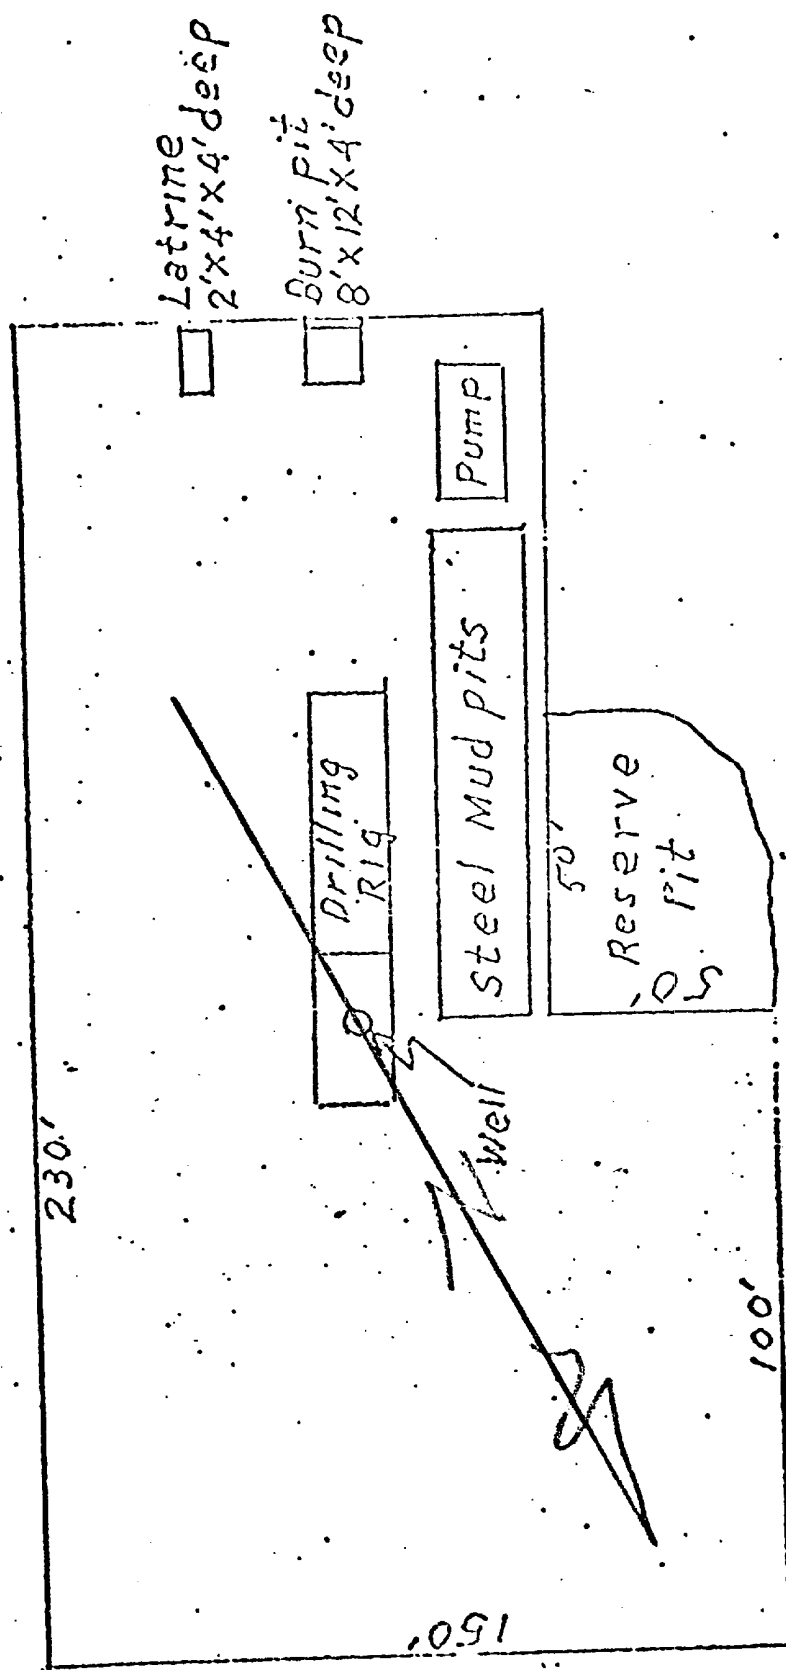 Latrine
2'x4'x4' deep
Burn pit
8'x12'x4' deep
230'
Pump
Drilling
Rig
Steel Mud pits
Well
N
50'
Reserve
Pit
50'
100'
150'